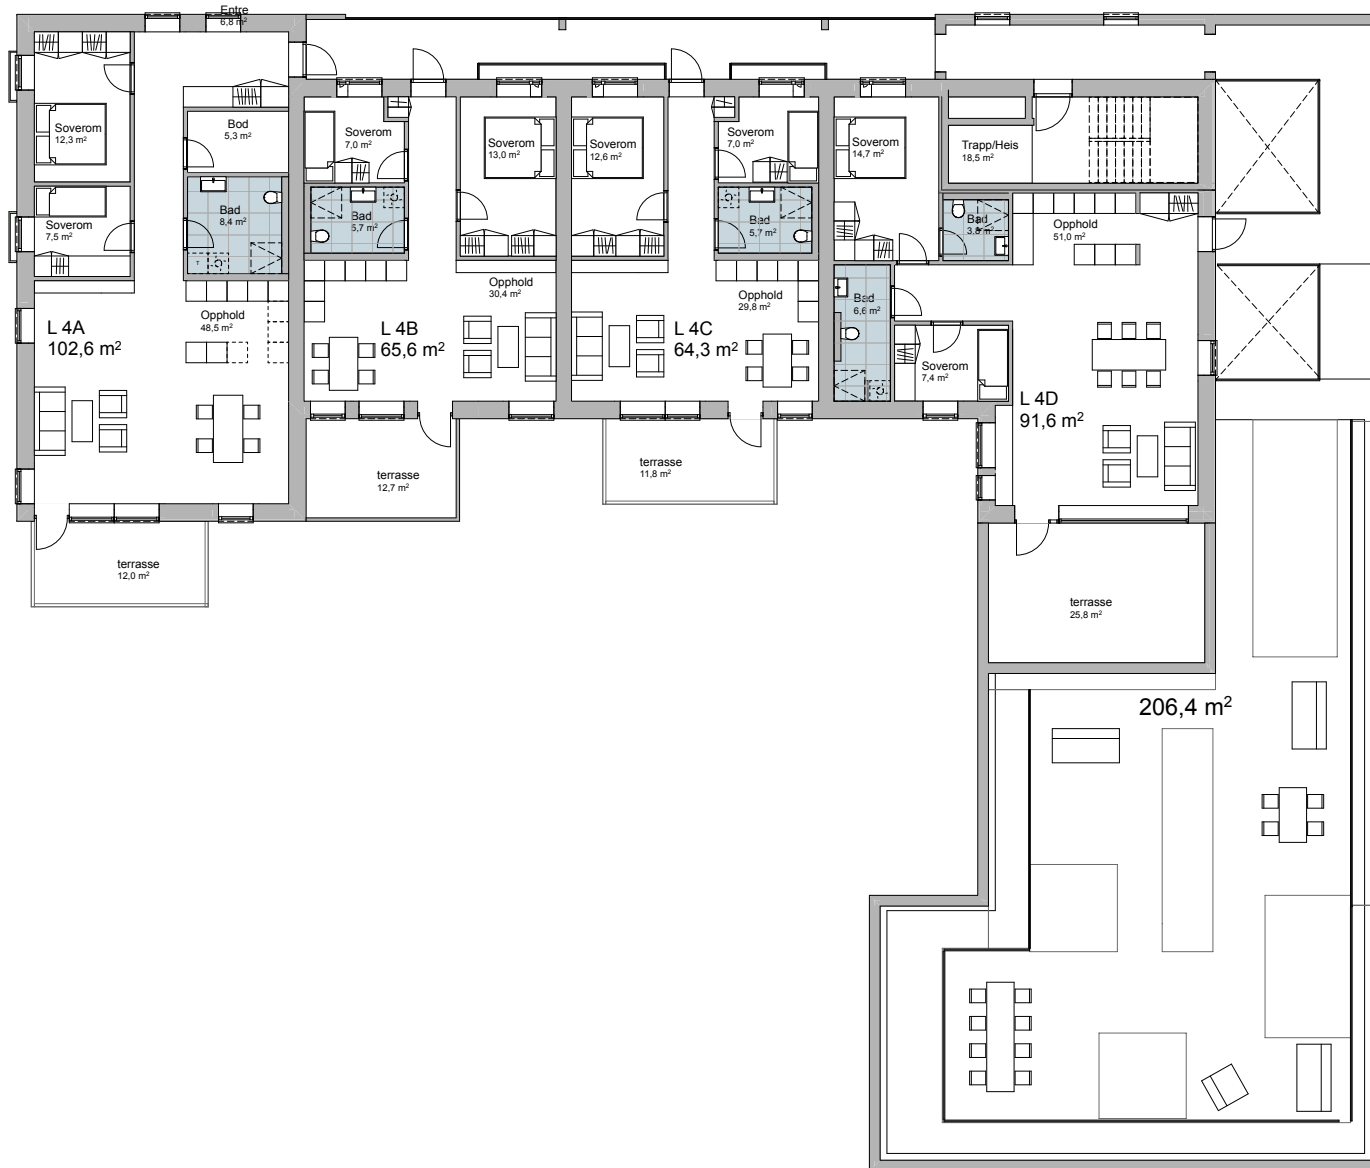 Entre
6,8 m²
Soverom
12,3 m²
Bod
5,3 m²
Soverom
7,5 m²
Bad
8,4 m²
Opphold
48,5 m²
L 4A
102,6 m²
terrasse
12,0 m²
Soverom
7,0 m²
Soverom
13,0 m²
Bad
5,7 m²
Opphold
30,4 m²
L 4B
65,6 m²
terrasse
12,7 m²
Soverom
12,6 m²
Soverom
7,0 m²
Bad
5,7 m²
Opphold
29,8 m²
L 4C
64,3 m²
terrasse
11,8 m²
Soverom
14,7 m²
Trapp/Heis
18,5 m²
Bad
Opphold
51,0 m²
Bad
6,6 m²
Soverom
7,4 m²
L 4D
91,6 m²
terrasse
25,8 m²
206,4 m²